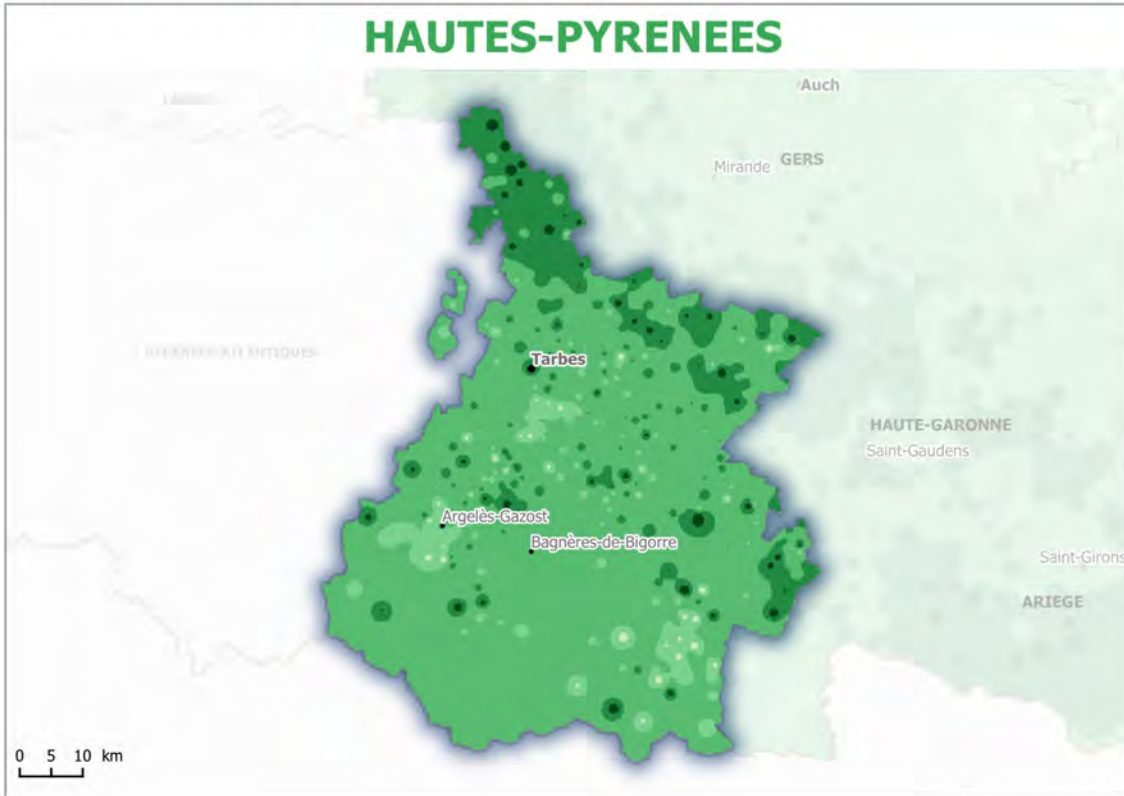 HAUTES-PYRENEES
Auch
Mirande GERS
Tarbes
HAUTE-GARONNE
Saint-Gaudens
Argelès-Gazost
Bagnères-de-Bigorre
Saint-Girons
ARIEGE
0 5 10 km